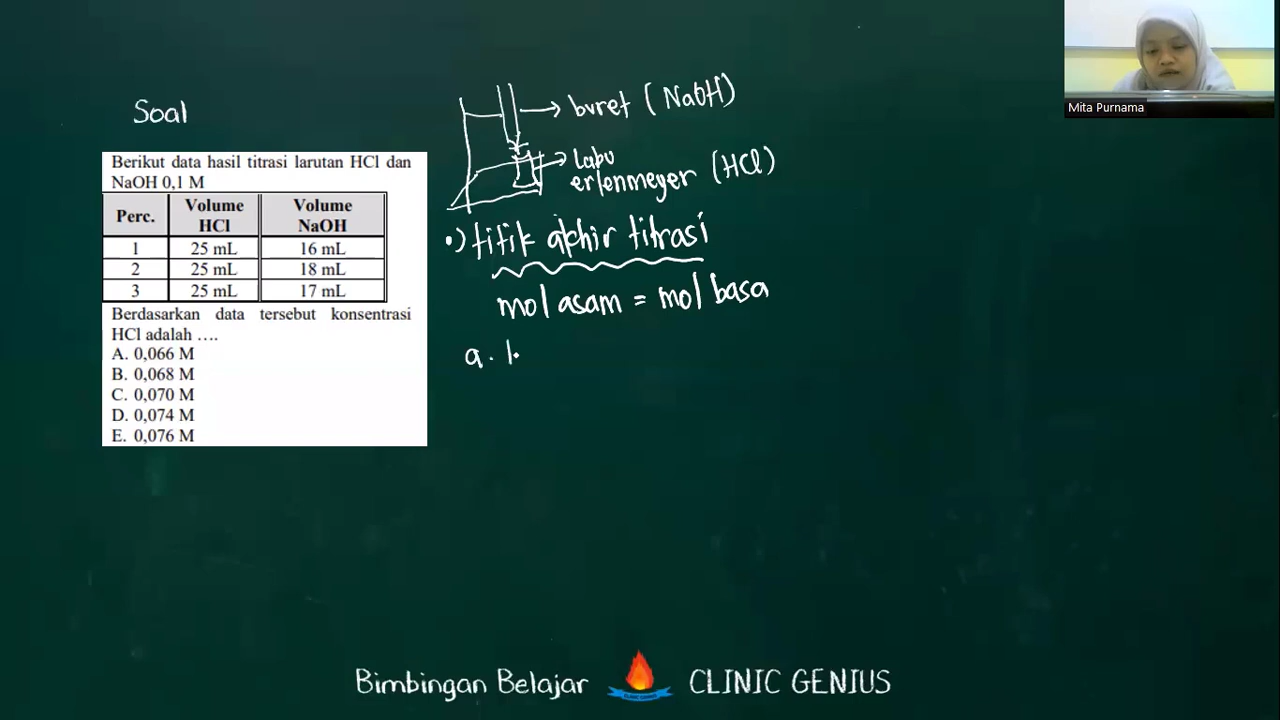 Soal
Berikut data hasil titrasi larutan HCl dan
NaOH 0,1 M
Perc. Volume HCl Volume NaOH
1 25 mL 16 mL
2 25 mL 18 mL
3 25 mL 17 mL
Berdasarkan data tersebut konsentrasi
HCl adalah ….
A. 0,066 M
B. 0,068 M
C. 0,070 M
D. 0,074 M
E. 0,076 M
buret (NaOH)
Labu
erlenmeyer (HCl)
•) titik akhir titrasi
mol asam = mol basa
a.
Mita Purnama
Bimbingan Belajar CLINIC GENIUS